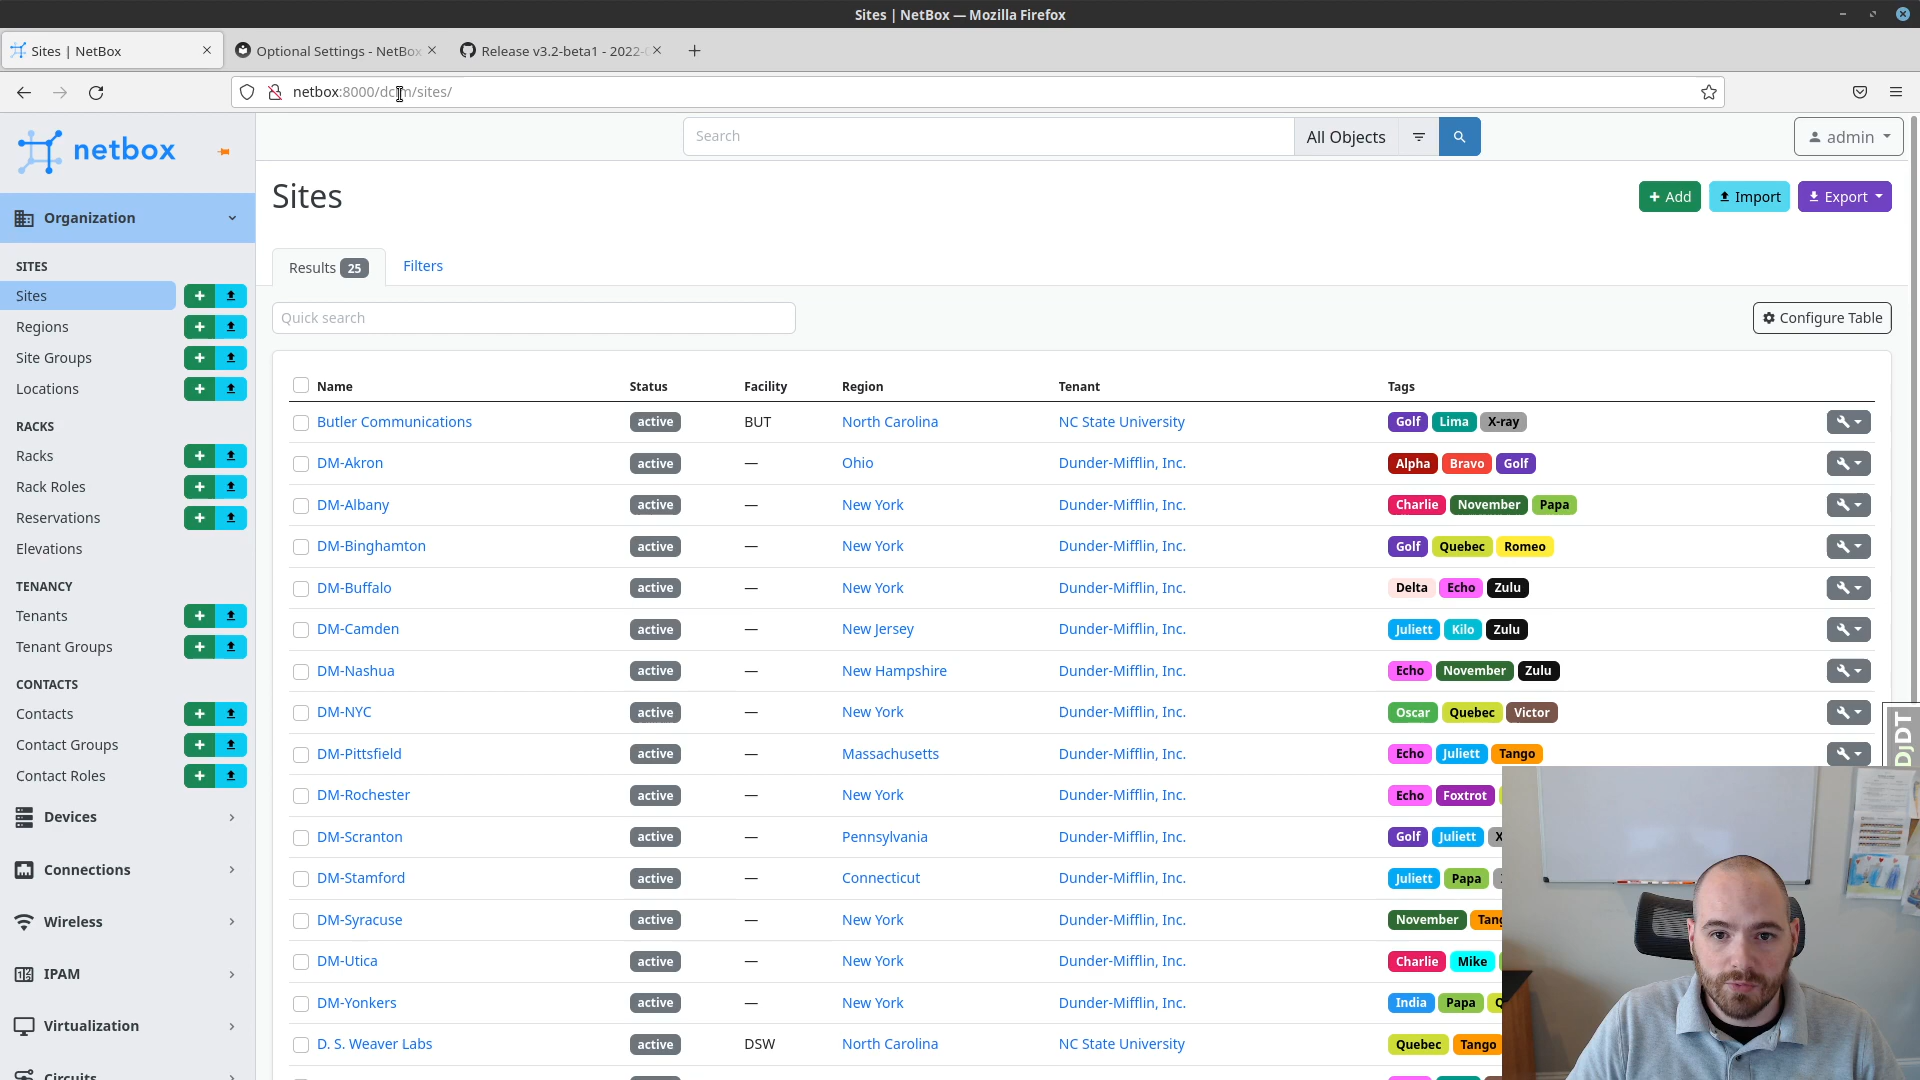 Sites | NetBox — Mozilla Firefox
Sites | NetBox
Optional Settings - NetBox
Release v3.2-beta1 - 2022-
netbox:8000/dcim/sites/
netbox
Search
All Objects
admin
Sites
+ Add
Import
Export
Organization
SITES
Sites
Regions
Site Groups
Locations
RACKS
Racks
Rack Roles
Reservations
Elevations
TENANCY
Tenants
Tenant Groups
CONTACTS
Contacts
Contact Groups
Contact Roles
Devices
Connections
Wireless
IPAM
Virtualization
Circuits
Results 25
Filters
Quick search
Configure Table
Name Status Facility Region Tenant Tags
Butler Communications active BUT North Carolina NC State University Golf Lima X-ray
DM-Akron active — Ohio Dunder-Mifflin, Inc. Alpha Bravo Golf
DM-Albany active — New York Dunder-Mifflin, Inc. Charlie November Papa
DM-Binghamton active — New York Dunder-Mifflin, Inc. Golf Quebec Romeo
DM-Buffalo active — New York Dunder-Mifflin, Inc. Delta Echo Zulu
DM-Camden active — New Jersey Dunder-Mifflin, Inc. Juliett Kilo Zulu
DM-Nashua active — New Hampshire Dunder-Mifflin, Inc. Echo November Zulu
DM-NYC active — New York Dunder-Mifflin, Inc. Oscar Quebec Victor
DM-Pittsfield active — Massachusetts Dunder-Mifflin, Inc. Echo Juliett Tango
DM-Rochester active — New York Dunder-Mifflin, Inc. Echo Foxtrot
DM-Scranton active — Pennsylvania Dunder-Mifflin, Inc. Golf Juliett X
DM-Stamford active — Connecticut Dunder-Mifflin, Inc. Juliett Papa
DM-Syracuse active — New York Dunder-Mifflin, Inc. November Tang
DM-Utica active — New York Dunder-Mifflin, Inc. Charlie Mike
DM-Yonkers active — New York Dunder-Mifflin, Inc. India Papa Q
D. S. Weaver Labs active DSW North Carolina NC State University Quebec Tango
DjDT